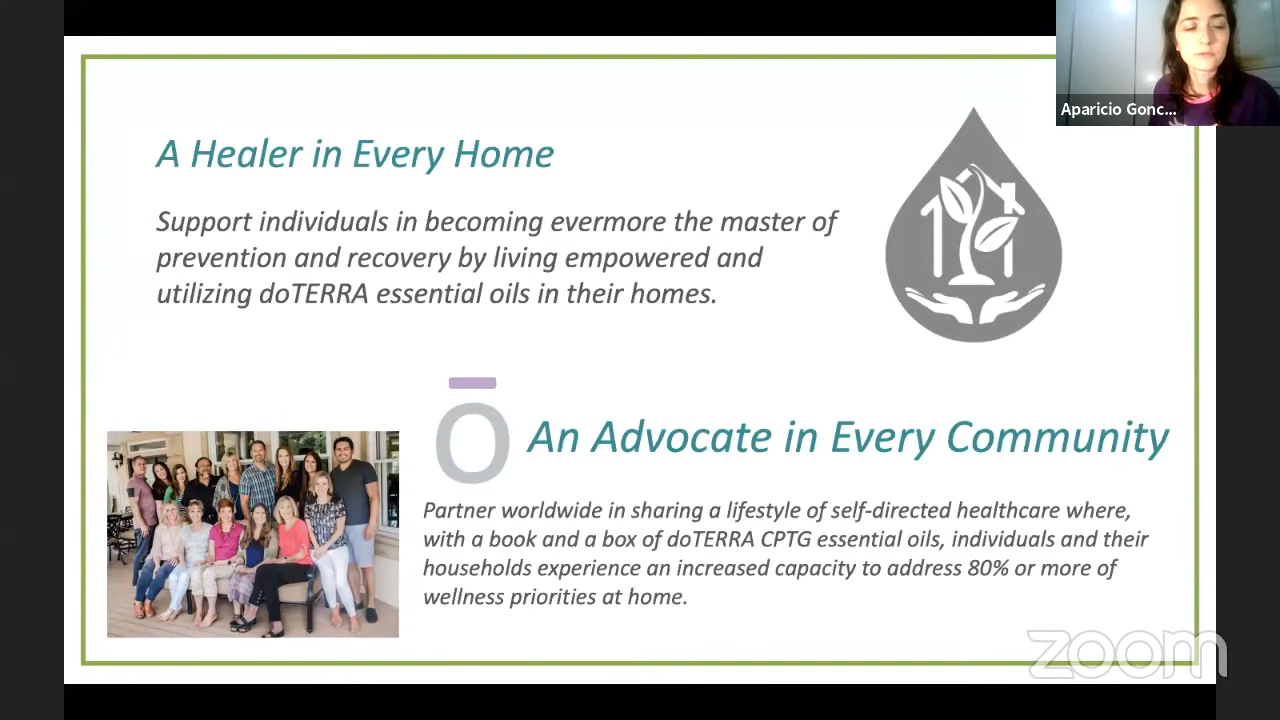 Aparicio Gonc...
A Healer in Every Home
Support individuals in becoming evermore the master of
prevention and recovery by living empowered and
utilizing doTERRA essential oils in their homes.
Ō
An Advocate in Every Community
Partner worldwide in sharing a lifestyle of self-directed healthcare where,
with a book and a box of doTERRA CPTG essential oils, individuals and their
households experience an increased capacity to address 80% or more of
wellness priorities at home.
zoom